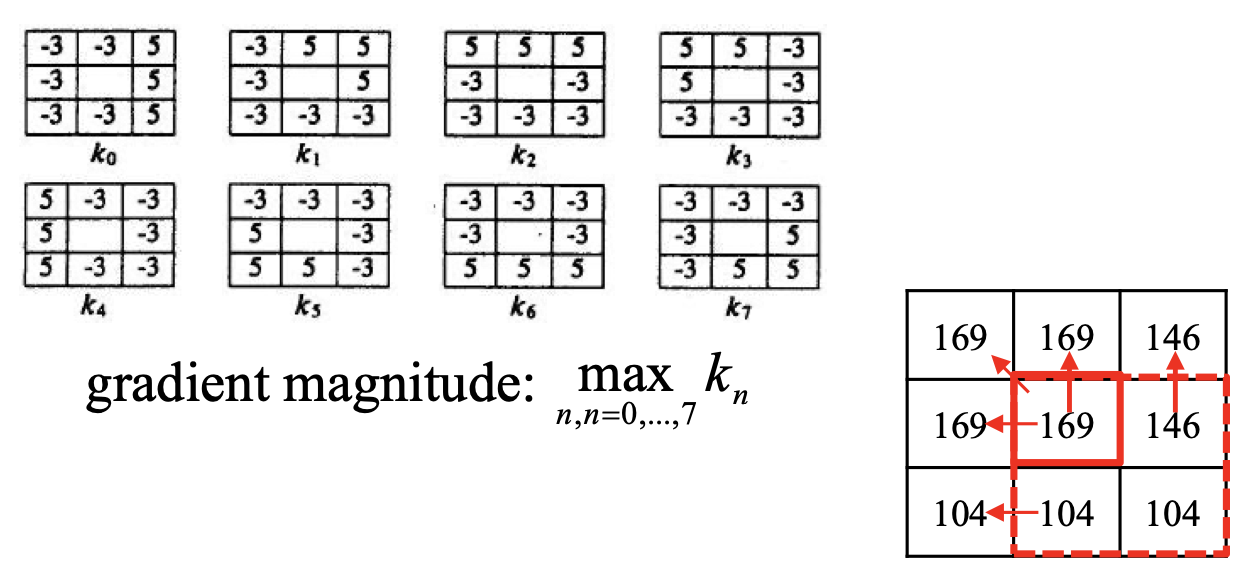 -3 -3 5 -3 5 5 5 5 5 5 5 -3
-3 5 -3 5 -3 -3 5 -3
-3 -3 5 -3 -3 -3 -3 -3 -3 -3 -3 -3
k₀ k₁ k₂ k₃
5 -3 -3 -3 -3 -3 -3 -3 -3 -3 -3 -3
5 -3 5 -3 -3 -3 -3 5
5 -3 -3 5 5 -3 5 5 5 -3 5 5
k₄ k₅ k₆ k₇
gradient magnitude: max kₙ
n,n=0,...,7
169 169 146
169 169 146
104 104 104